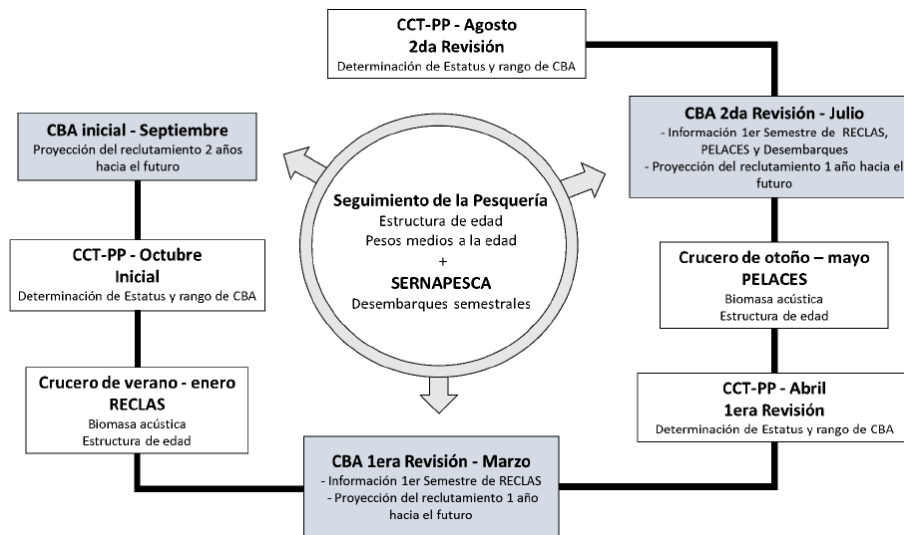 CCT-PP - Agosto
2da Revisión
Determinación de Estatus y rango de CBA
CBA inicial - Septiembre
Proyección del reclutamiento 2 años
hacia el futuro
CBA 2da Revisión - Julio
- Información 1er Semestre de RECLAS,
PELACES y Desembarques
- Proyección del reclutamiento 1 año hacia el
futuro
Seguimiento de la Pesquería
Estructura de edad
Pesos medios a la edad
+
SERNAPESCA
Desembarques semestrales
CCT-PP - Octubre
Inicial
Determinación de Estatus y rango de CBA
Crucero de otoño – mayo
PELACES
Biomasa acústica
Estructura de edad
Crucero de verano - enero
RECLAS
Biomasa acústica
Estructura de edad
CCT-PP - Abril
1era Revisión
Determinación de Estatus y rango de CBA
CBA 1era Revisión - Marzo
- Información 1er Semestre de RECLAS
- Proyección del reclutamiento 1 año
hacia el futuro